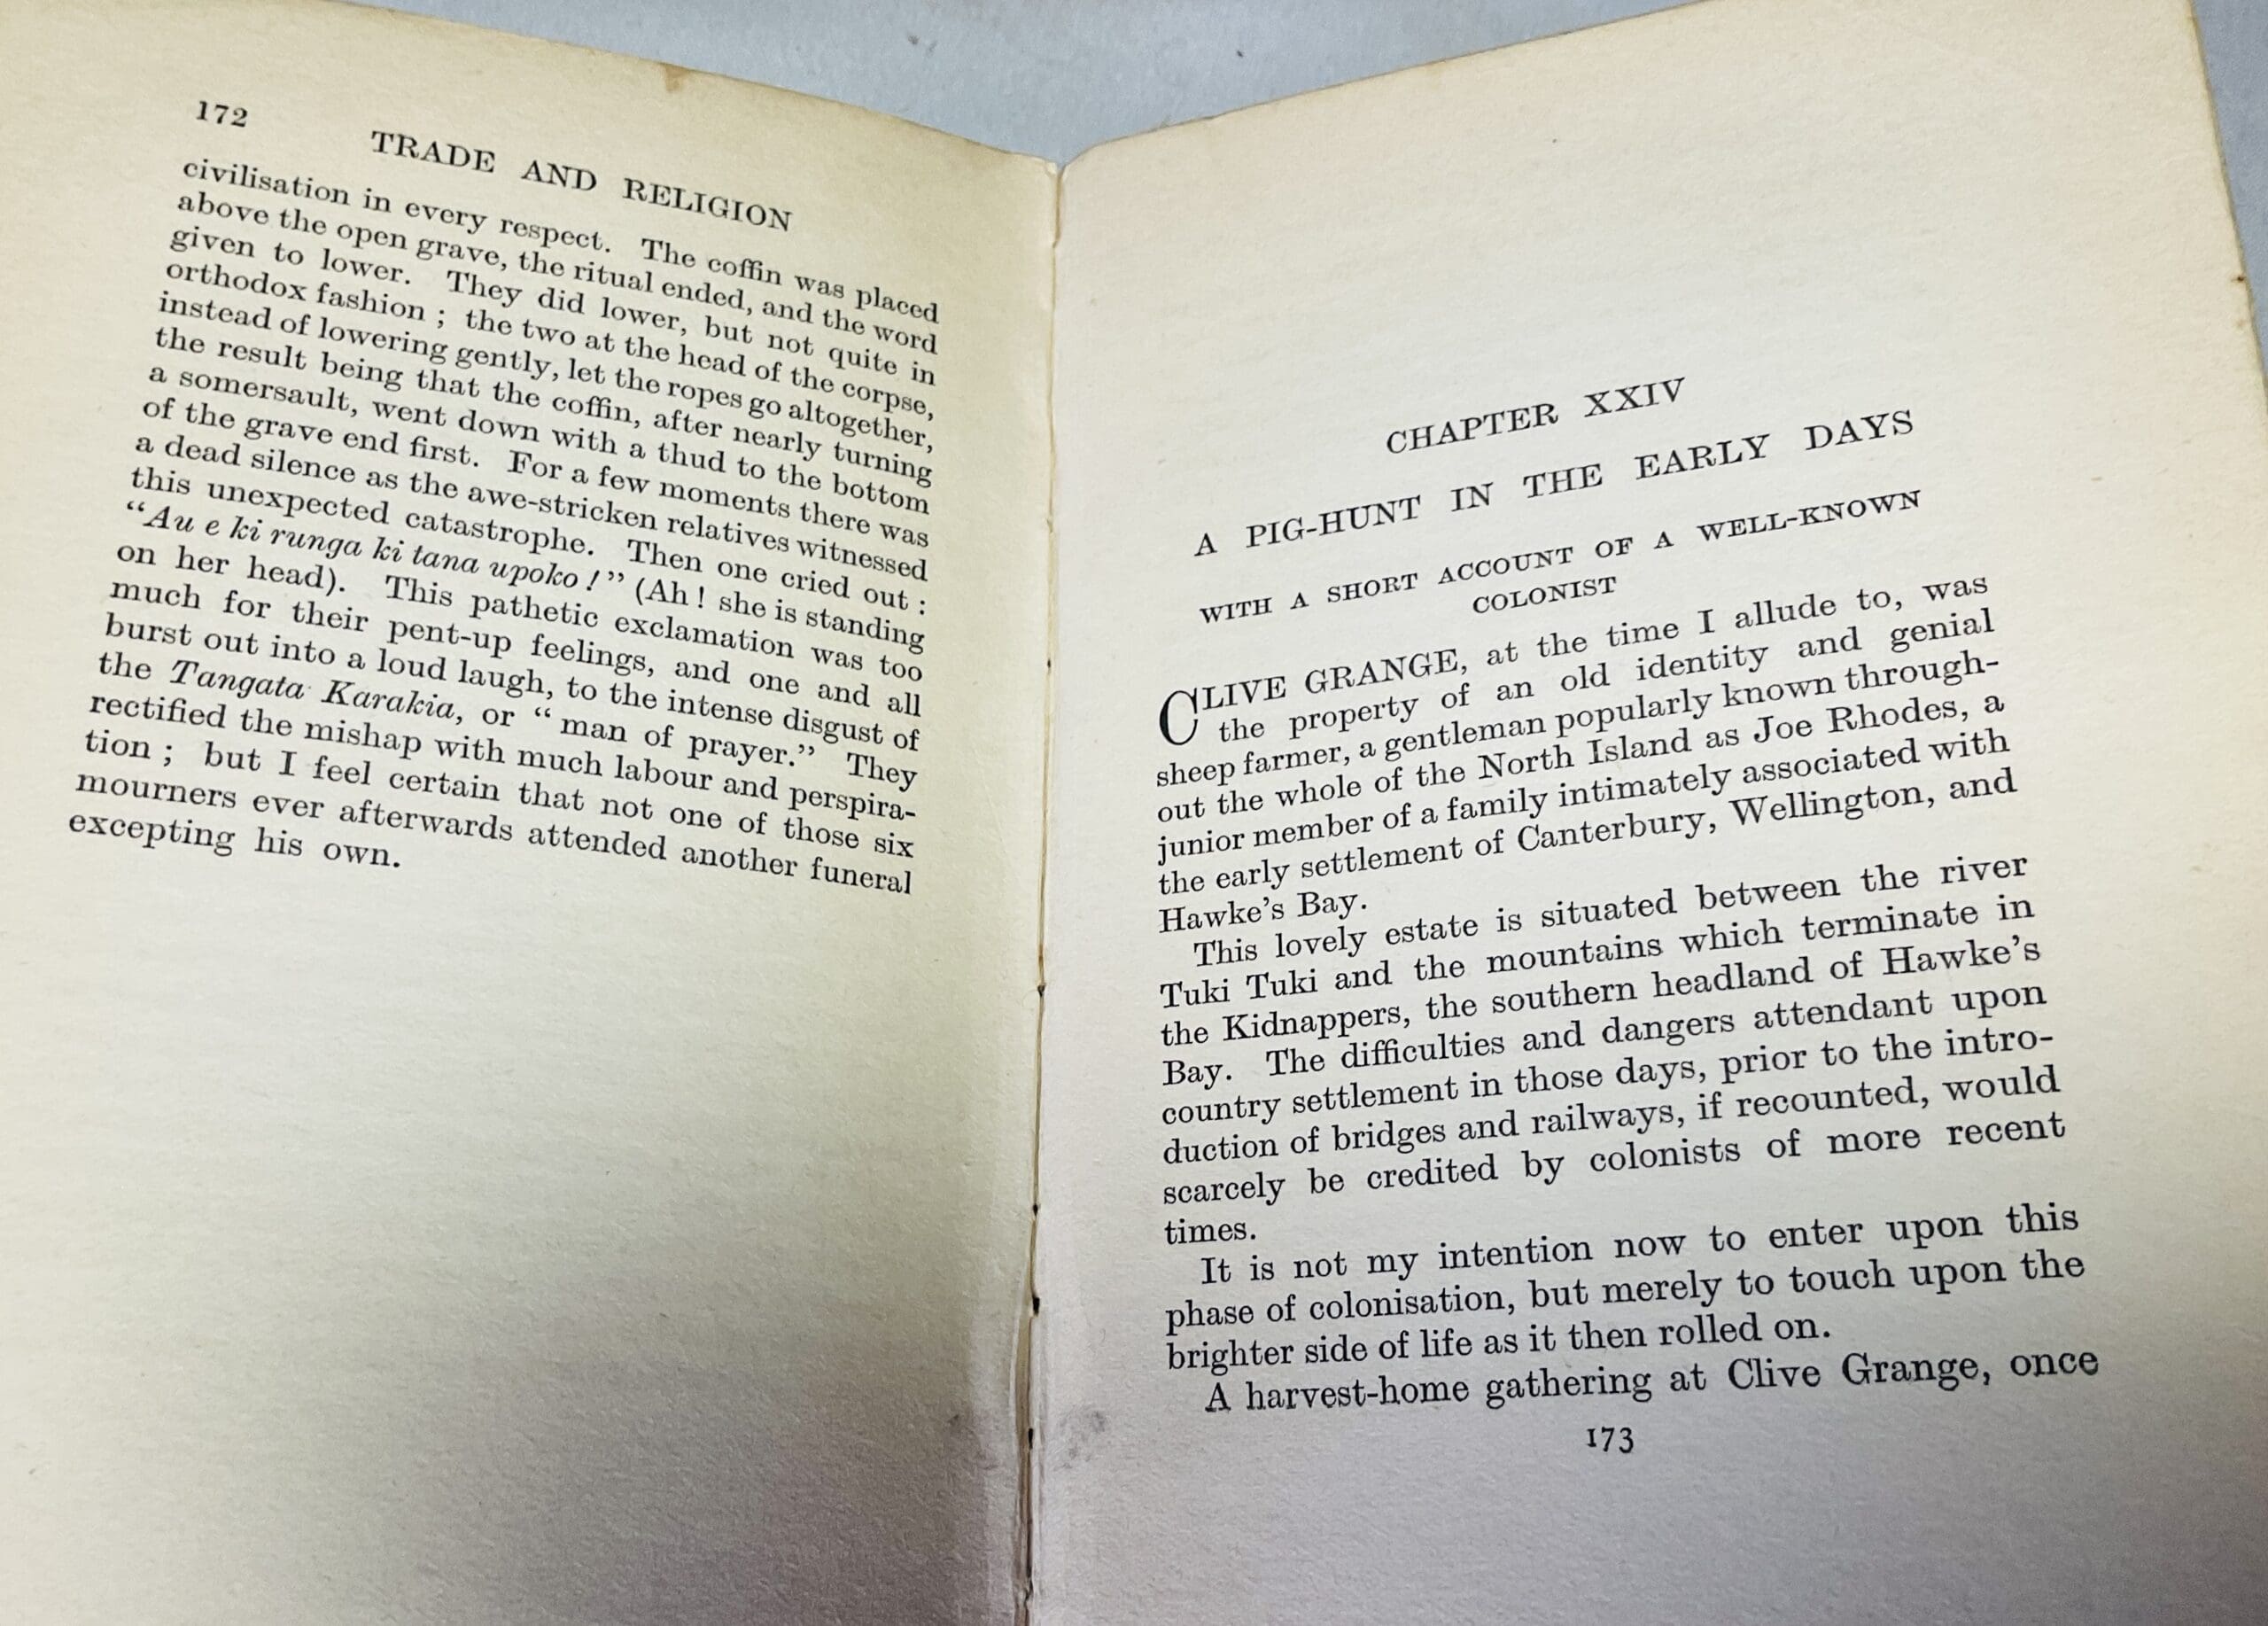 172
TRADE AND RELIGION
civilisation in every respect. The coffin was placed
above the open grave, the ritual ended, and the word
given to lower. They did lower, but not quite in
orthodox fashion ; the two at the head of the corpse,
instead of lowering gently, let the ropes go altogether,
the result being that the coffin, after nearly turning
a somersault, went down with a thud to the bottom
of the grave end first. For a few moments there was
a dead silence as the awe-stricken relatives witnessed
this unexpected catastrophe. Then one cried out :
“Au e ki runga ki tana upoko !” (Ah ! she is standing
on her head). This pathetic exclamation was too
much for their pent-up feelings, and one and all
burst out into a loud laugh, to the intense disgust of
the Tangata Karakia, or “ man of prayer.” They
rectified the mishap with much labour and perspira-
tion ; but I feel certain that not one of those six
mourners ever afterwards attended another funeral
excepting his own.
CHAPTER XXIV
A PIG-HUNT IN THE EARLY DAYS
WITH A SHORT ACCOUNT OF A WELL-KNOWN
COLONIST
CLIVE GRANGE, at the time I allude to, was
the property of an old identity and genial
sheep farmer, a gentleman popularly known through-
out the whole of the North Island as Joe Rhodes, a
junior member of a family intimately associated with
the early settlement of Canterbury, Wellington, and
Hawke’s Bay.
This lovely estate is situated between the river
Tuki Tuki and the mountains which terminate in
the Kidnappers, the southern headland of Hawke’s
Bay. The difficulties and dangers attendant upon
country settlement in those days, prior to the intro-
duction of bridges and railways, if recounted, would
scarcely be credited by colonists of more recent
times.
It is not my intention now to enter upon this
phase of colonisation, but merely to touch upon the
brighter side of life as it then rolled on.
A harvest-home gathering at Clive Grange, once
173